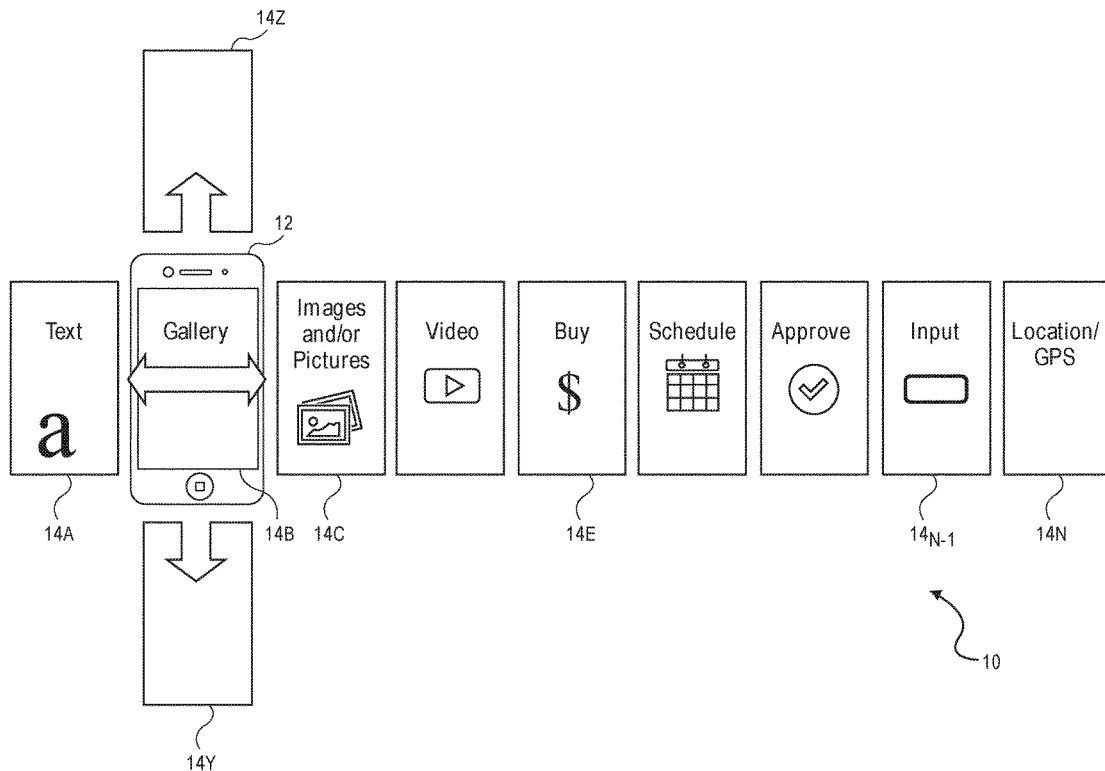 14Z
12
Text
Gallery
Images
and/or
Pictures
Video
Buy
Schedule
Approve
Input
Location/
GPS
a
$
14A
14B
14C
14E
14N-1
14N
10
14Y